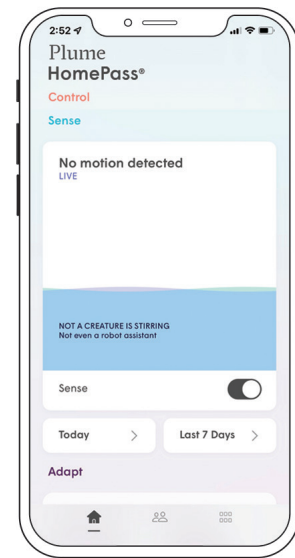 2:52
Plume
HomePass®
Control
Sense
No motion detected
LIVE
NOT A CREATURE IS STIRRING
Not even a robot assistant
Sense
Today
Last 7 Days
Adapt